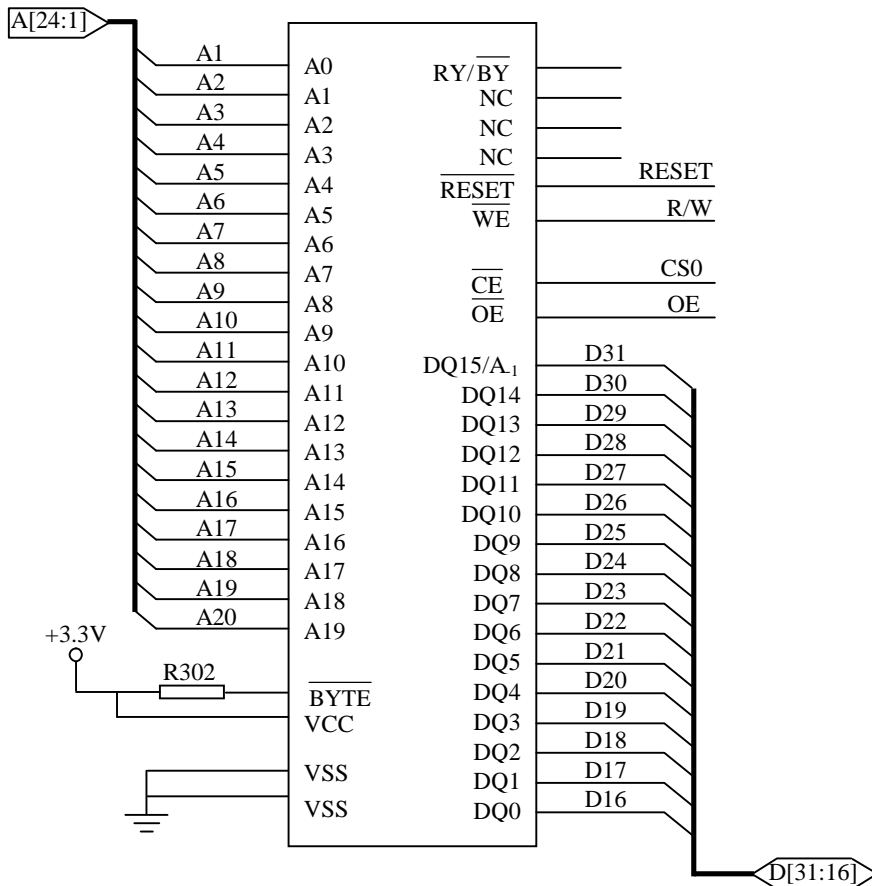 A[24:1]
A1
A2
A3
A4
A5
A6
A7
A8
A9
A10
A11
A12
A13
A14
A15
A16
A17
A18
A19
A20
+3.3V
R302
A0
A1
A2
A3
A4
A5
A6
A7
A8
A9
A10
A11
A12
A13
A14
A15
A16
A17
A18
A19
BYTE
VCC
VSS
VSS
RY/BY
NC
NC
NC
RESET
WE
CE
OE
DQ15/A-1
DQ14
DQ13
DQ12
DQ11
DQ10
DQ9
DQ8
DQ7
DQ6
DQ5
DQ4
DQ3
DQ2
DQ1
DQ0
RESET
R/W
CS0
OE
D31
D30
D29
D28
D27
D26
D25
D24
D23
D22
D21
D20
D19
D18
D17
D16
D[31:16]